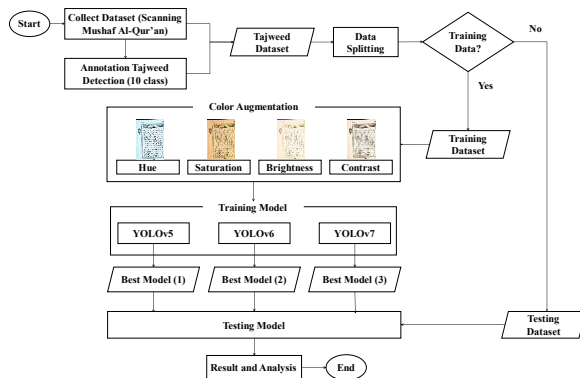 Start
Collect Dataset (Scanning
Mushaf Al-Qur'an)
Annotation Tajweed
Detection (10 class)
Tajweed
Dataset
Data
Splitting
Training
Data?
No
Yes
Training
Dataset
Color Augmentation
Hue
Saturation
Brightness
Contrast
Training Model
YOLOv5
YOLOv6
YOLOv7
Best Model (1)
Best Model (2)
Best Model (3)
Testing Model
Testing
Dataset
Result and Analysis
End